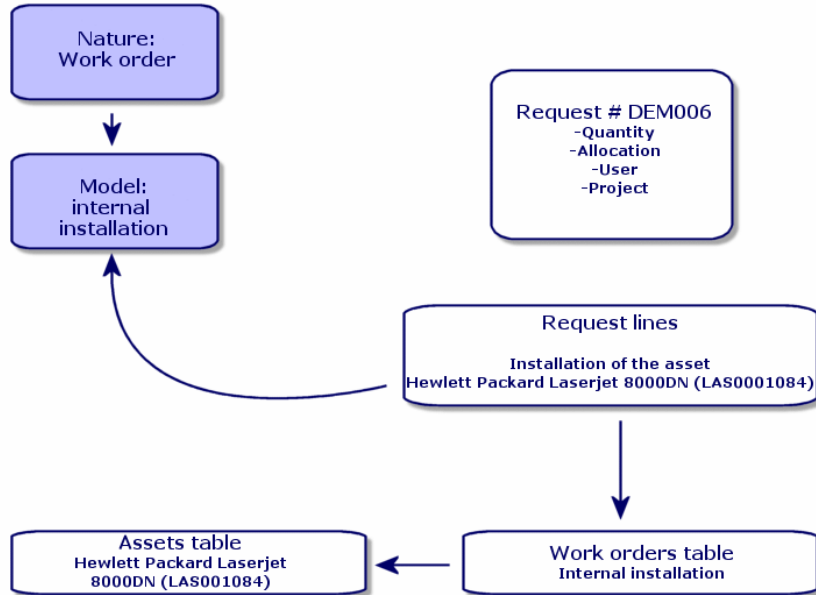 Nature:
Work order
Request # DEM006
-Quantity
-Allocation
-User
-Project
Model:
internal
installation
Request lines
Installation of the asset
Hewlett Packard Laserjet 8000DN (LAS0001084)
Assets table
Hewlett Packard Laserjet
8000DN (LAS001084)
Work orders table
Internal installation